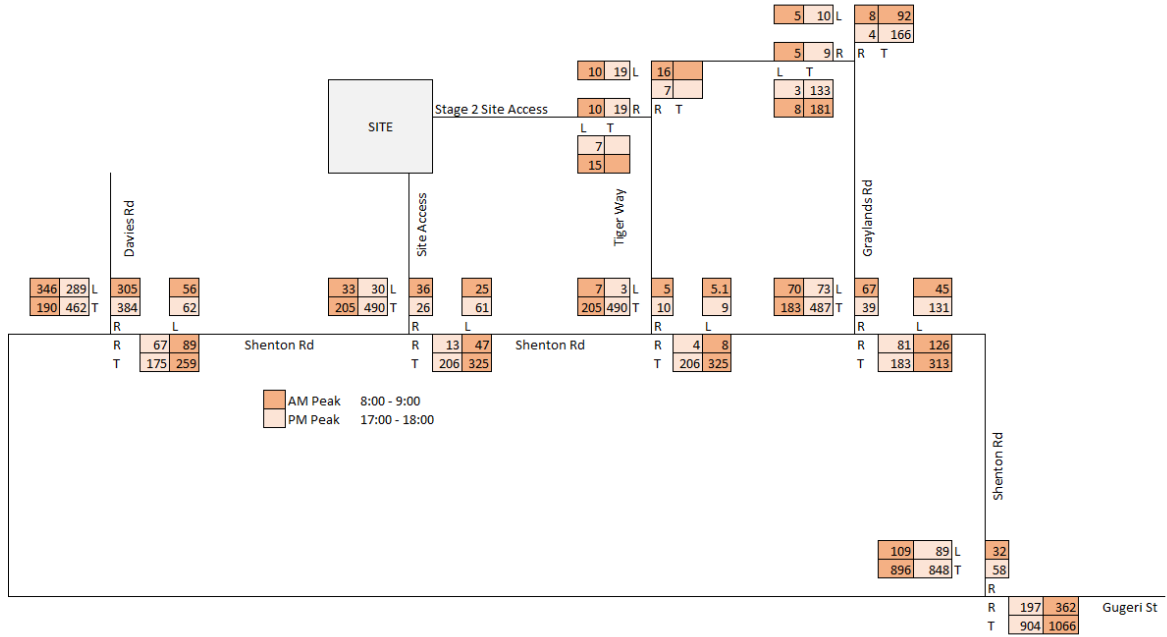 5 10 L 8 92
4 166
5 9 R R T
10 19 L 16 L T
7 3 133
Stage 2 Site Access 10 19 R R T 8 181
SITE L T
7
15
Davies Rd
Site Access
Tiger Way
Graylands Rd
346 289 L 305 56 33 30 L 36 25 7 3 L 5 5.1 70 73 L 67 45
190 462 T 384 62 205 490 T 26 61 205 490 T 10 9 183 487 T 39 131
R L R L R L R L
R 67 89 Shenton Rd R 13 47 Shenton Rd R 4 8 R 81 126
T 175 259 T 206 325 T 206 325 T 183 313
AM Peak 8:00 - 9:00
PM Peak 17:00 - 18:00
Shenton Rd
109 89 L 32
896 848 T 58
R
R 197 362 Gugeri St
T 904 1066